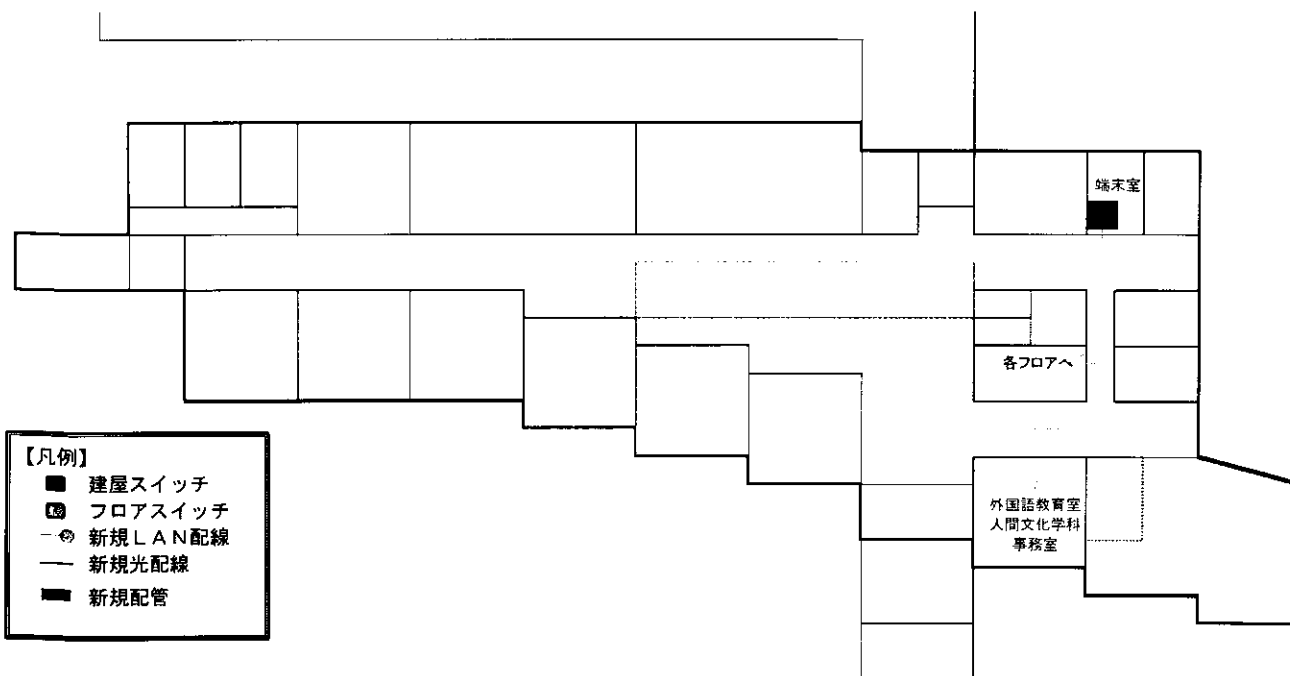 端末室
各フロアへ
外国語教育室
人間文化学科
事務室
【凡例】
建屋スイッチ
フロアスイッチ
新規LAN配線
新規光配線
新規配管